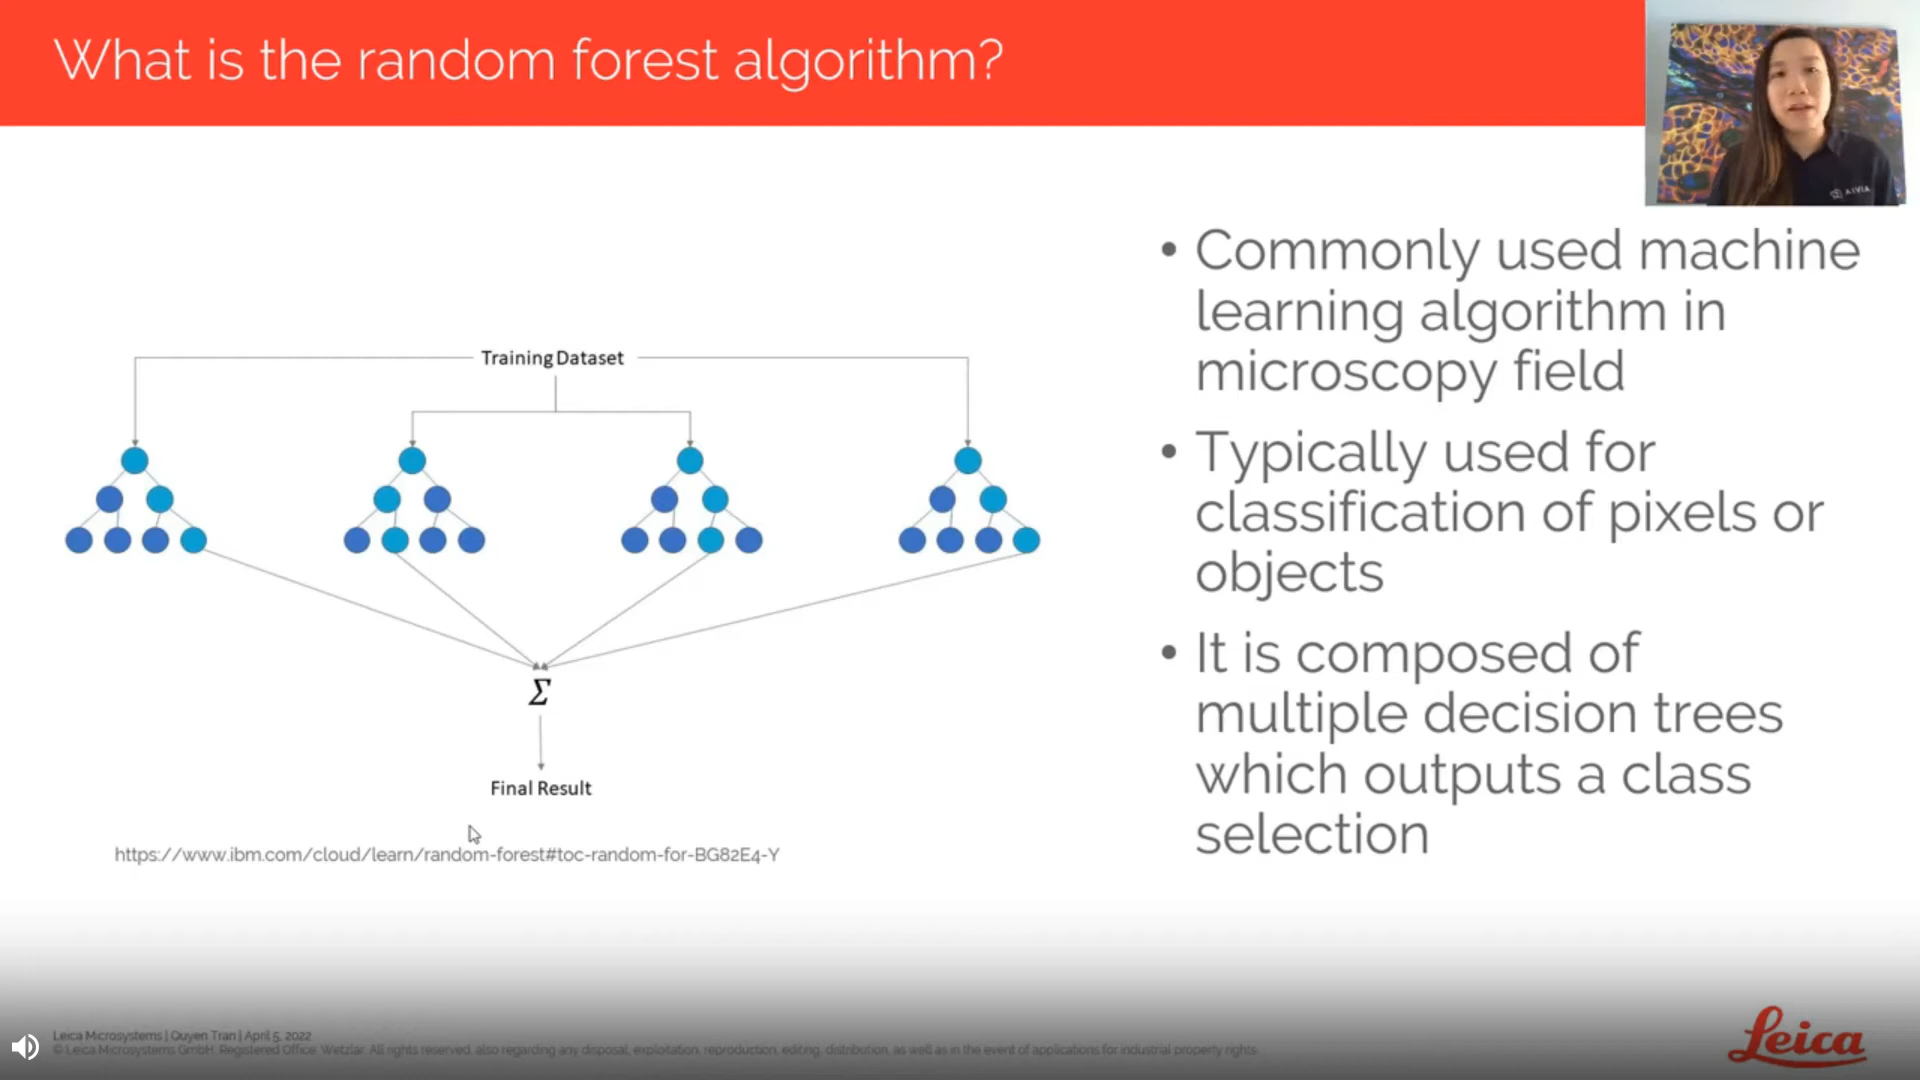 What is the random forest algorithm?
AIVIA
• Commonly used machine
learning algorithm in
microscopy field
• Typically used for
classification of pixels or
objects
• It is composed of
multiple decision trees
which outputs a class
selection
Training Dataset
Σ
Final Result
https://www.ibm.com/cloud/learn/random-forest#toc-random-for-BG82E4-Y
Leica Microsystems | Quyen Tran | April 5, 2022
© Leica Microsystems GmbH. Registered Office: Wetzlar. All rights reserved, also regarding any disposal, exploitation, reproduction, editing, distribution, as well as in the event of applications for industrial property rights.
Leica